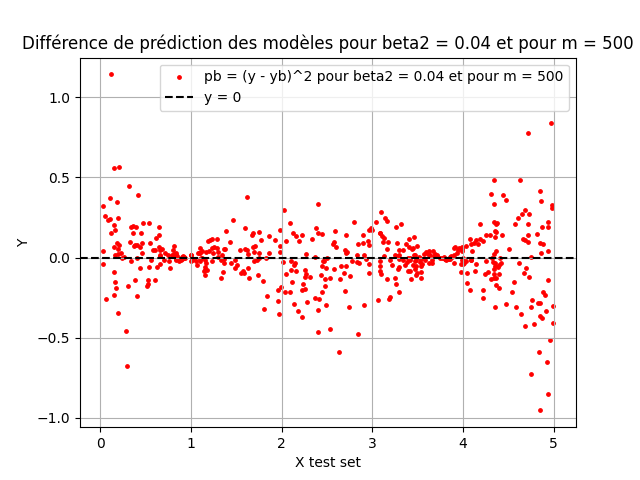 Différence de prédiction des modèles pour beta2 = 0.04 et pour m = 500
pb = (y - yb)^2 pour beta2 = 0.04 et pour m = 500
y = 0
1.0
0.5
0.0
−0.5
−1.0
Y
0 1 2 3 4 5
X test set